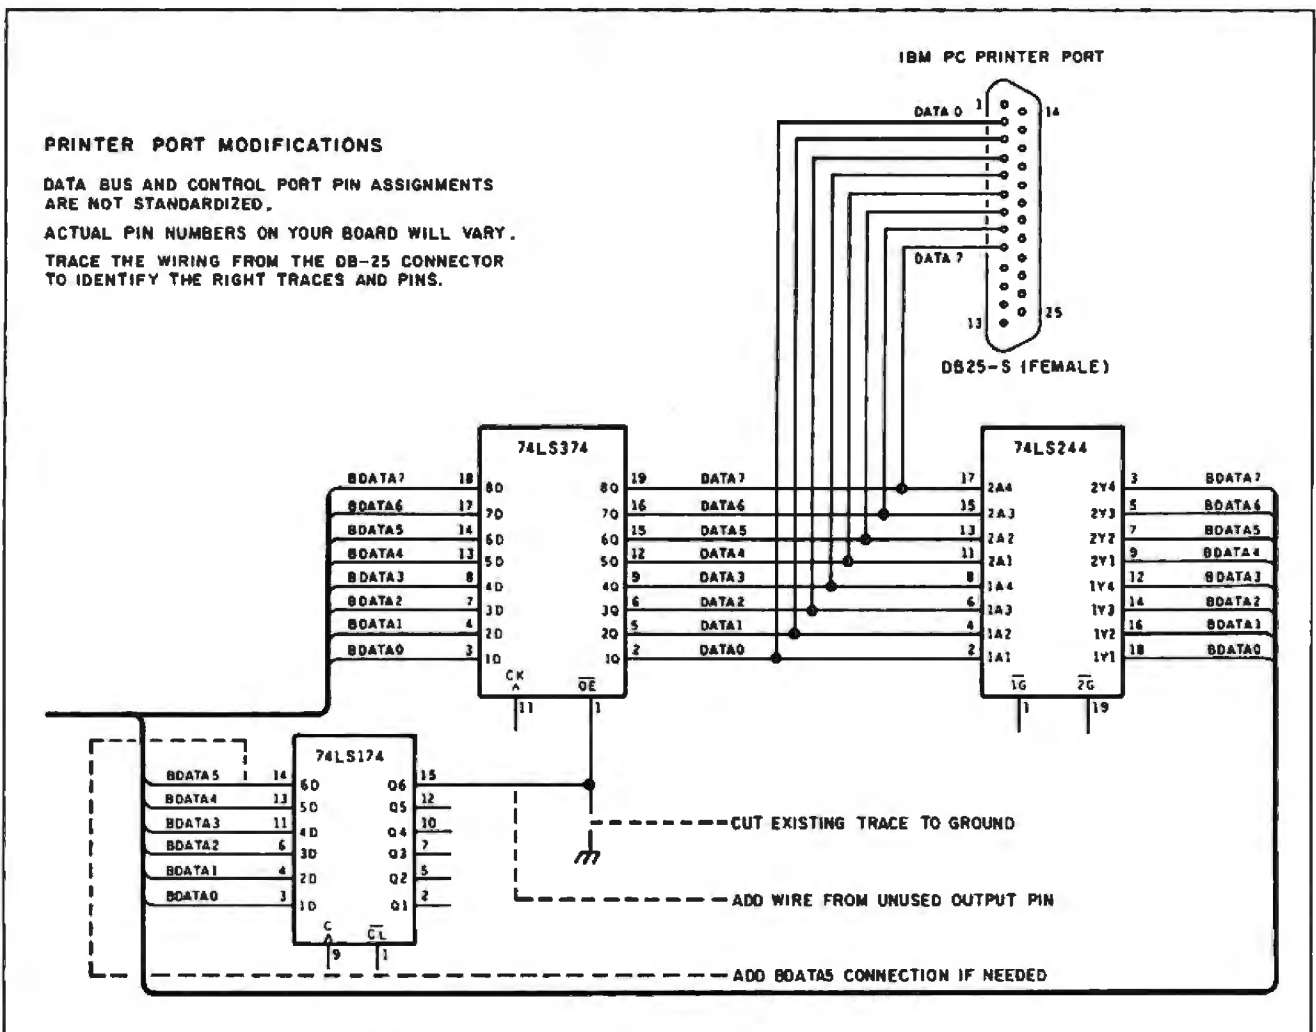 IBM PC PRINTER PORT
DATA 0
1
14
DATA 7
13
25
DB25-S (FEMALE)
PRINTER PORT MODIFICATIONS
DATA BUS AND CONTROL PORT PIN ASSIGNMENTS
ARE NOT STANDARDIZED.
ACTUAL PIN NUMBERS ON YOUR BOARD WILL VARY.
TRACE THE WIRING FROM THE DB-25 CONNECTOR
TO IDENTIFY THE RIGHT TRACES AND PINS.
74LS374
74LS244
BDATA7 18 8D 8Q 19 DATA7 17 2A4 2Y4 3 BDATA7
BDATA6 17 7D 7Q 16 DATA6 15 2A3 2Y3 5 BDATA6
BDATA5 14 6D 6Q 15 DATA5 13 2A2 2Y2 7 BDATA5
BDATA4 13 5D 5Q 12 DATA4 11 2A1 2Y1 9 BDATA4
BDATA3 8 4D 4Q 9 DATA3 8 1A4 1Y4 12 BDATA3
BDATA2 7 3D 3Q 6 DATA2 6 1A3 1Y3 14 BDATA2
BDATA1 4 2D 2Q 5 DATA1 4 1A2 1Y2 16 BDATA1
BDATA0 3 1D 1Q 2 DATA0 2 1A1 1Y1 18 BDATA0
CK OE 1G 2G
11 1 1 19
74LS174
BDATA5 14 6D Q6 15
BDATA4 13 5D Q5 12
BDATA3 11 4D Q4 10
BDATA2 6 3D Q3 7
BDATA1 4 2D Q2 5
BDATA0 3 1D Q1 2
C CL
9 1
CUT EXISTING TRACE TO GROUND
ADD WIRE FROM UNUSED OUTPUT PIN
ADD BDATA5 CONNECTION IF NEEDED